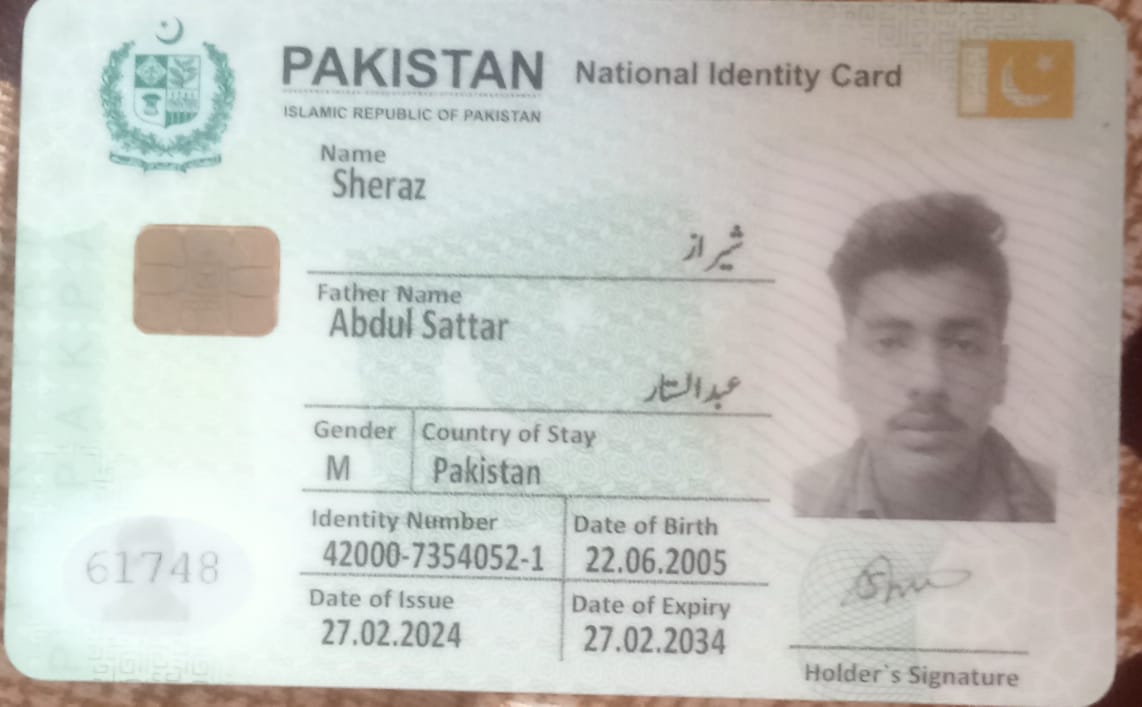 PAKISTAN National Identity Card
ISLAMIC REPUBLIC OF PAKISTAN
Name
Sheraz
شیراز
Father Name
Abdul Sattar
عبدالستار
Gender Country of Stay
M Pakistan
Identity Number Date of Birth
42000-7354052-1 22.06.2005
61748
Date of Issue Date of Expiry
27.02.2024 27.02.2034
Holder`s Signature